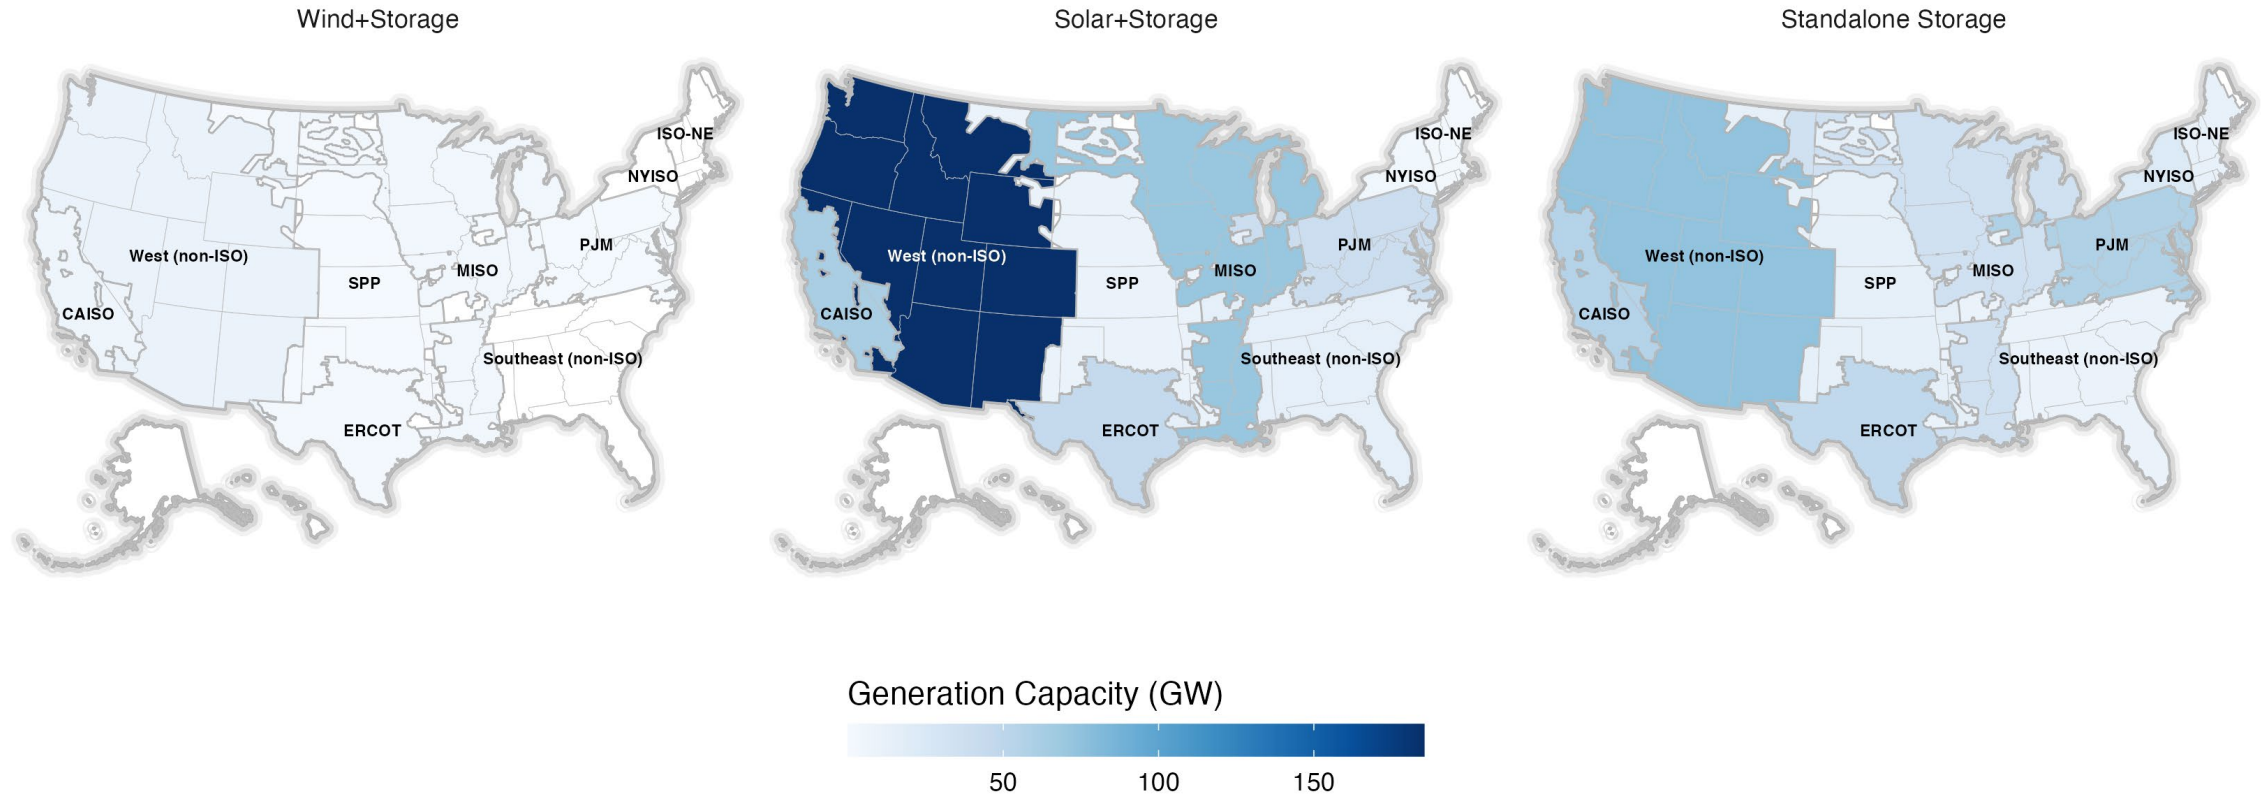 Wind+Storage
ISO-NE
NYISO
PJM
West (non-ISO)
MISO
SPP
CAISO
Southeast (non-ISO)
ERCOT
Solar+Storage
ISO-NE
NYISO
PJM
West (non-ISO)
MISO
SPP
CAISO
Southeast (non-ISO)
ERCOT
Standalone Storage
ISO-NE
NYISO
PJM
West (non-ISO)
MISO
SPP
CAISO
Southeast (non-ISO)
ERCOT
Generation Capacity (GW)
50 100 150